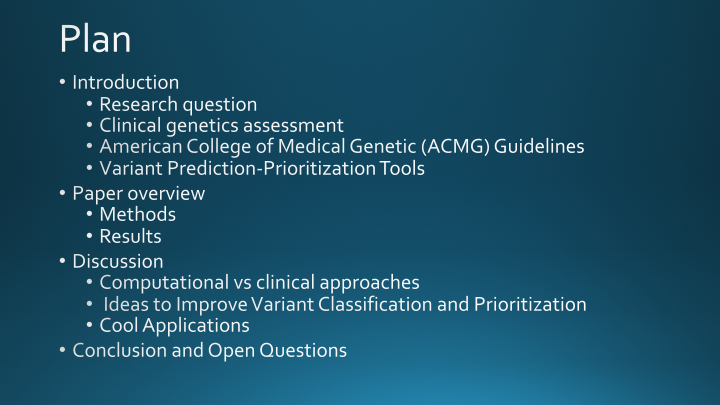 Plan
• Introduction
• Research question
• Clinical genetics assessment
• American College of Medical Genetic (ACMG) Guidelines
• Variant Prediction-Prioritization Tools
• Paper overview
• Methods
• Results
• Discussion
• Computational vs clinical approaches
• Ideas to Improve Variant Classification and Prioritization
• Cool Applications
• Conclusion and Open Questions